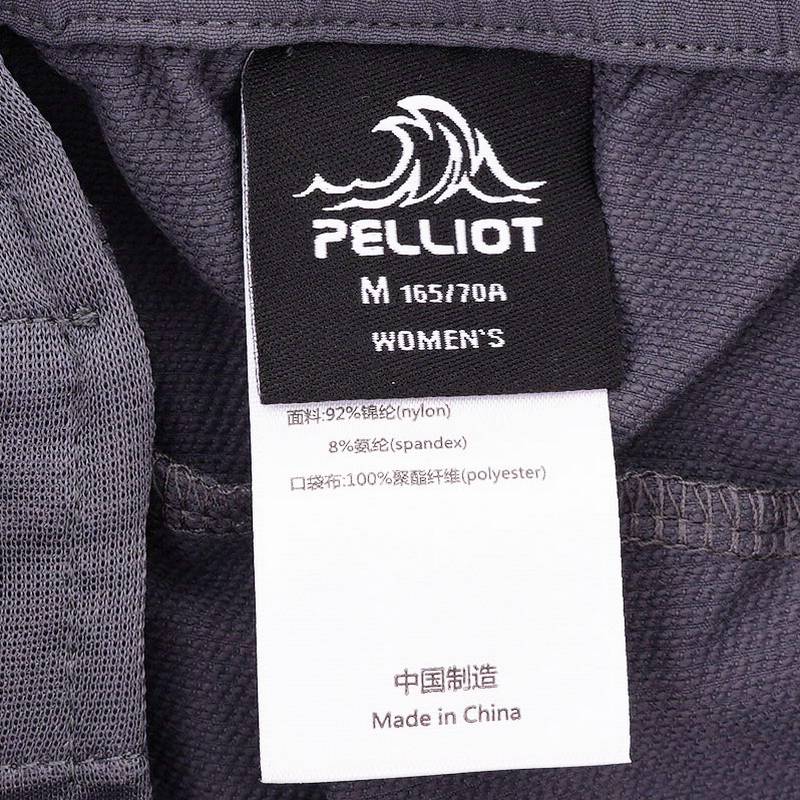 PELLIOT
M 165/70A
WOMEN'S
面料:92%锦纶(nylon)
8%氨纶(spandex)
口袋布:100%聚酯纤维(polyester)
中国制造
Made in China